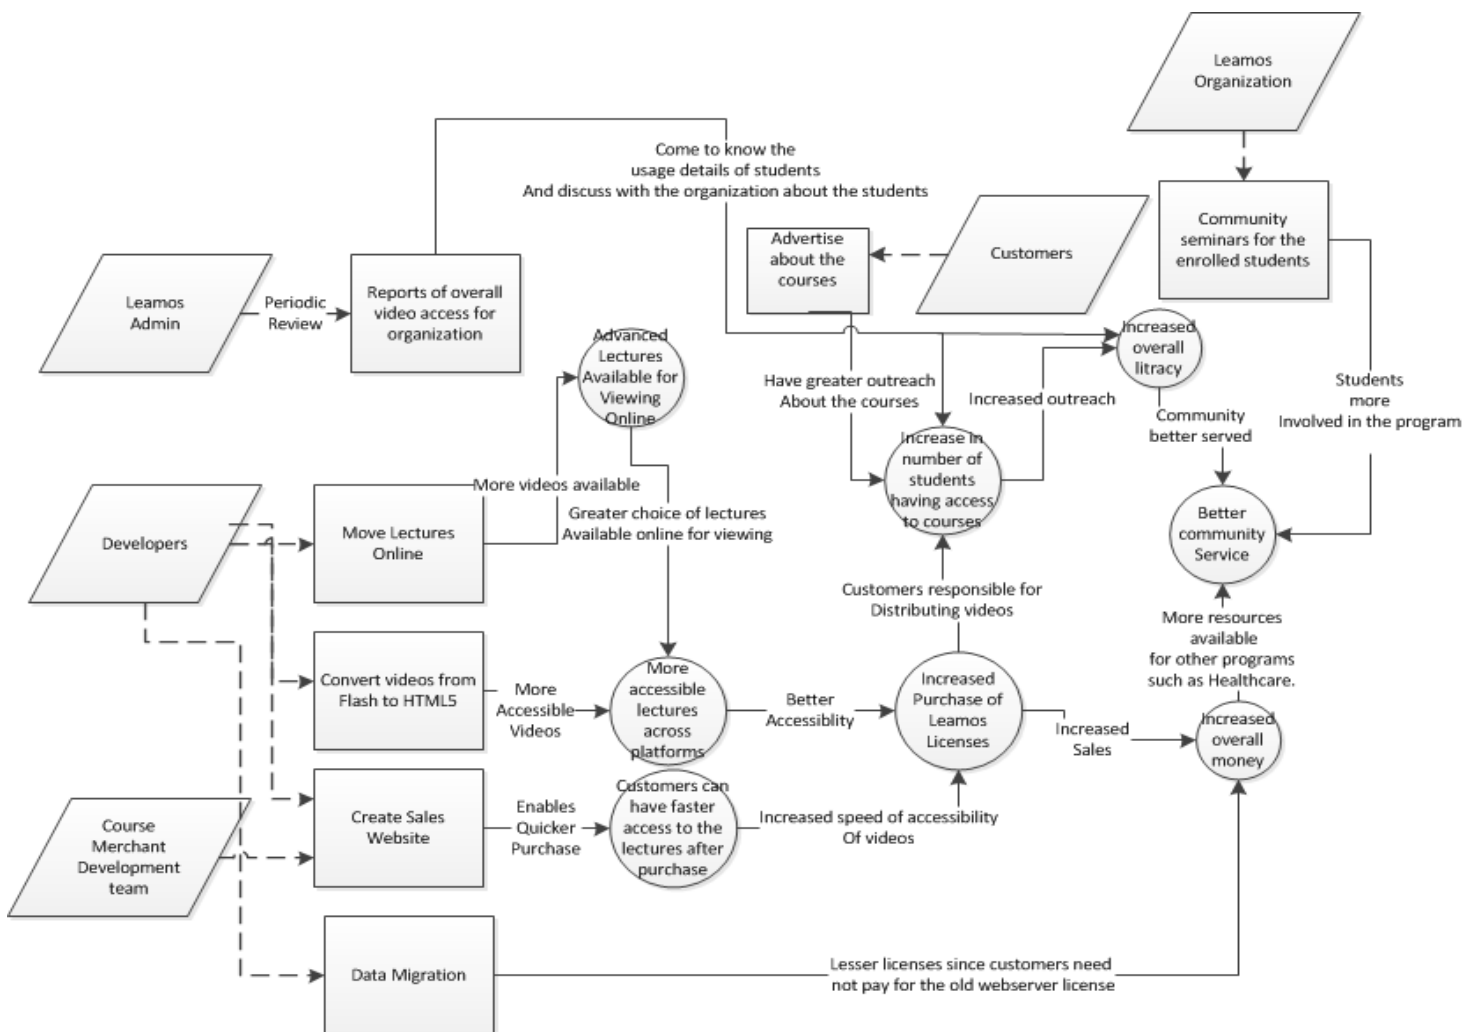 Leamos
Organization
Come to know the
usage details of students
And discuss with the organization about the students
Community
seminars for the
enrolled students
Advertise
about the
courses
Customers
Leamos
Admin
Periodic
Review
Reports of overall
video access for
organization
Advanced
Lectures
Available for
Viewing
Online
Increased
overall
litracy
Have greater outreach
About the courses
Increased outreach
Students
more
Involved in the program
Community
better served
Increase in
number of
students
having access
to courses
More videos available
Greater choice of lectures
Available online for viewing
Developers
Move Lectures
Online
Better
community
Service
Customers responsible for
Distributing videos
More resources
available
for other programs
such as Healthcare.
Convert videos from
Flash to HTML5
More
Accessible
Videos
More
accessible
lectures
across
platforms
Better
Accessiblity
Increased
Purchase of
Leamos
Licenses
Increased
Sales
Increased
overall
money
Course
Merchant
Development
team
Create Sales
Website
Enables
Quicker
Purchase
Customers can
have faster
access to the
lectures after
purchase
Increased speed of accessibility
Of videos
Data Migration
Lesser licenses since customers need
not pay for the old webserver license